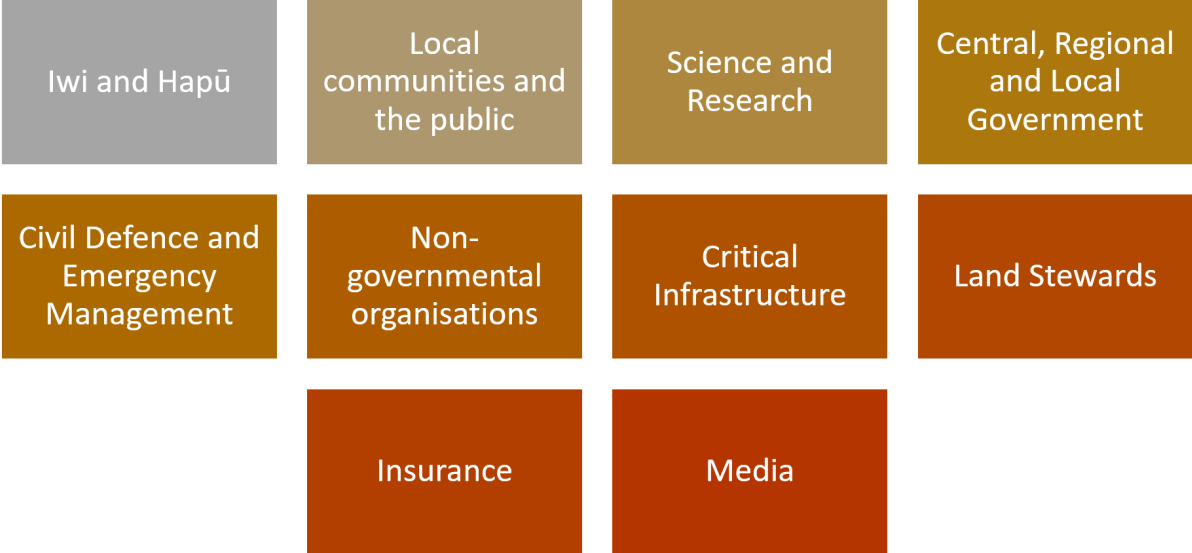 Iwi and Hapū
Local
communities and
the public
Science and
Research
Central, Regional
and Local
Government
Civil Defence and
Emergency
Management
Non-
governmental
organisations
Critical
Infrastructure
Land Stewards
Insurance
Media